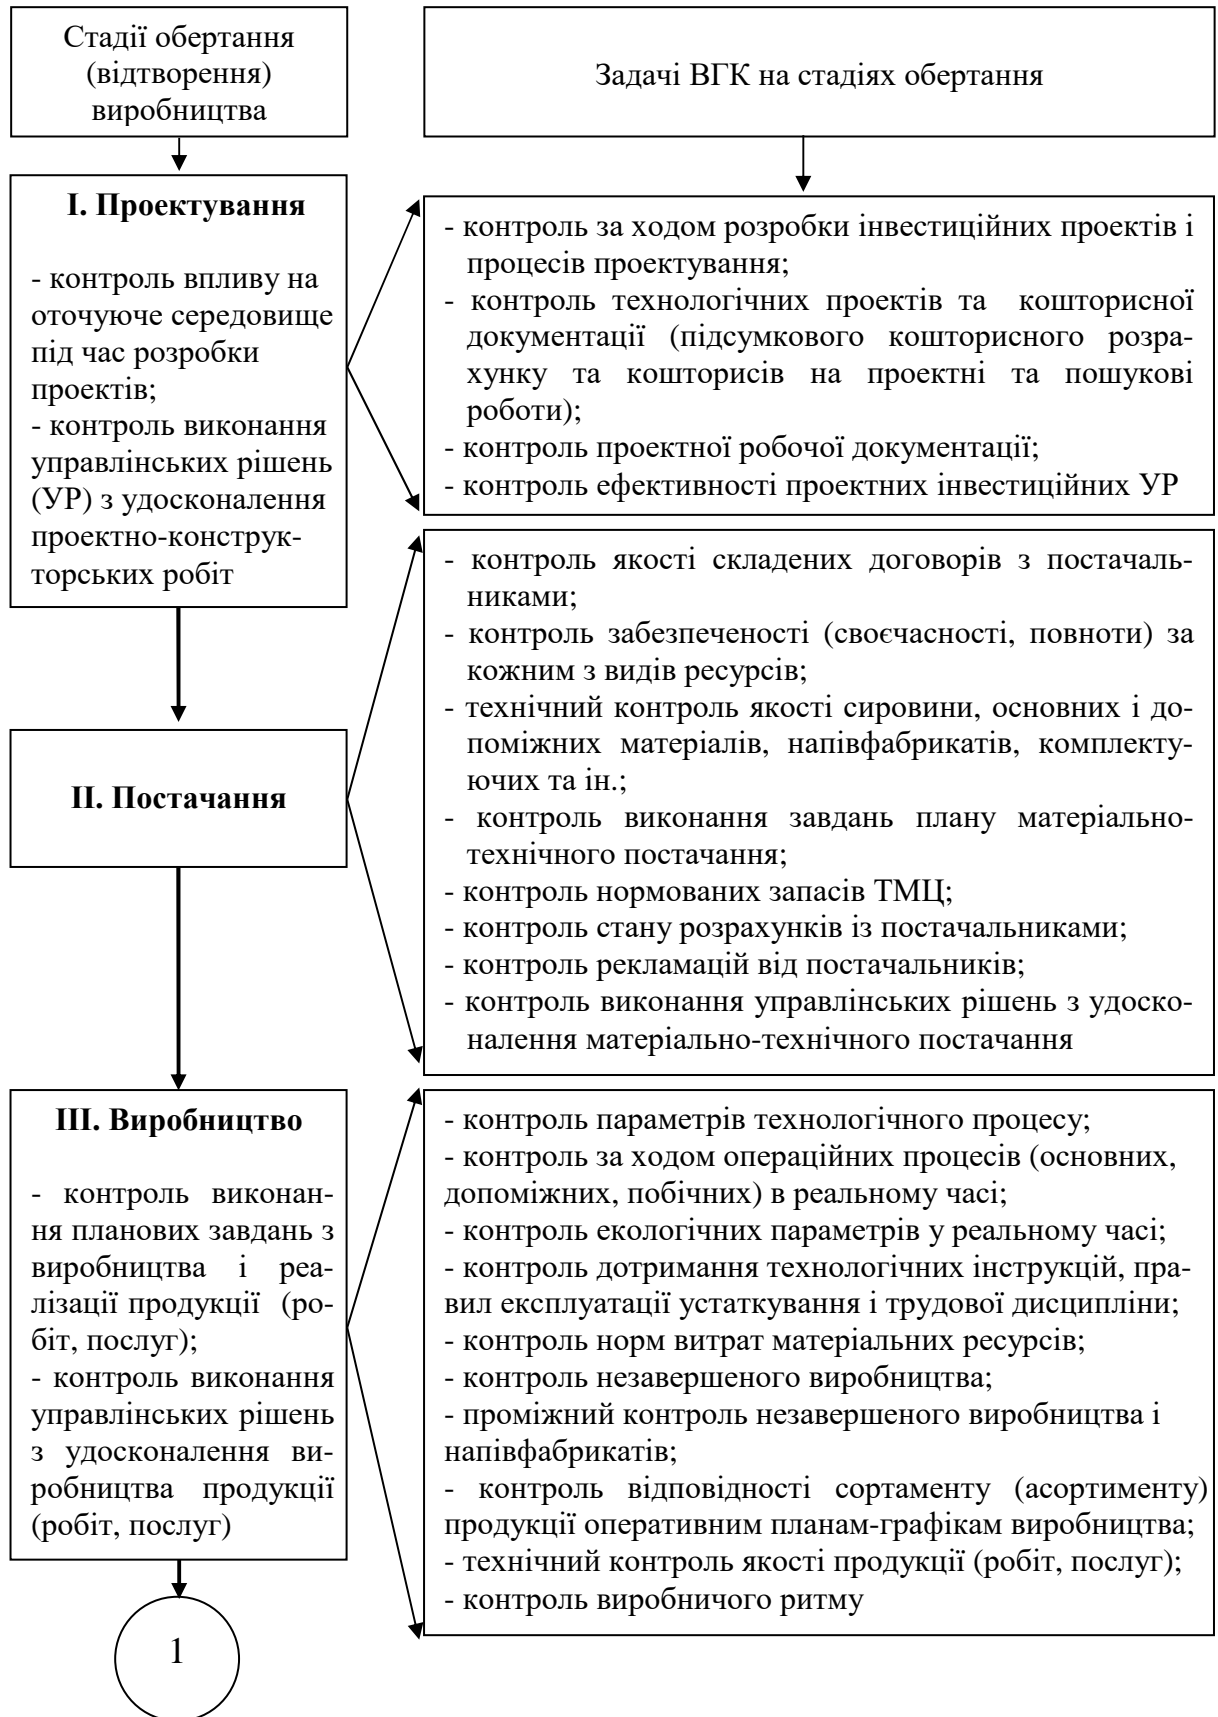 Стадії обертання
(відтворення)
виробництва
Задачі ВГК на стадіях обертання
І. Проектування
- контроль впливу на
оточуюче середовище
під час розробки
проектів;
- контроль виконання
управлінських рішень
(УР) з удосконалення
проектно-конструк-
торських робіт
- контроль за ходом розробки інвестиційних проектів і
процесів проектування;
- контроль технологічних проектів та кошторисної
документації (підсумкового кошторисного розра-
хунку та кошторисів на проектні та пошукові
роботи);
- контроль проектної робочої документації;
- контроль ефективності проектних інвестиційних УР
ІІ. Постачання
- контроль якості складених договорів з постачаль-
никами;
- контроль забезпеченості (своєчасності, повноти) за
кожним з видів ресурсів;
- технічний контроль якості сировини, основних і до-
поміжних матеріалів, напівфабрикатів, комплекту-
ючих та ін.;
- контроль виконання завдань плану матеріально-
технічного постачання;
- контроль нормованих запасів ТМЦ;
- контроль стану розрахунків із постачальниками;
- контроль рекламацій від постачальників;
- контроль виконання управлінських рішень з удоско-
налення матеріально-технічного постачання
ІІІ. Виробництво
- контроль виконан-
ня планових завдань з
виробництва і реа-
лізації продукції (ро-
біт, послуг);
- контроль виконання
управлінських рішень
з удосконалення ви-
робництва продукції
(робіт, послуг)
- контроль параметрів технологічного процесу;
- контроль за ходом операційних процесів (основних,
допоміжних, побічних) в реальному часі;
- контроль екологічних параметрів у реальному часі;
- контроль дотримання технологічних інструкцій, пра-
вил експлуатації устаткування і трудової дисципліни;
- контроль норм витрат матеріальних ресурсів;
- контроль незавершеного виробництва;
- проміжний контроль незавершеного виробництва і
напівфабрикатів;
- контроль відповідності сортаменту (асортименту)
продукції оперативним планам-графікам виробництва;
- технічний контроль якості продукції (робіт, послуг);
- контроль виробничого ритму
1